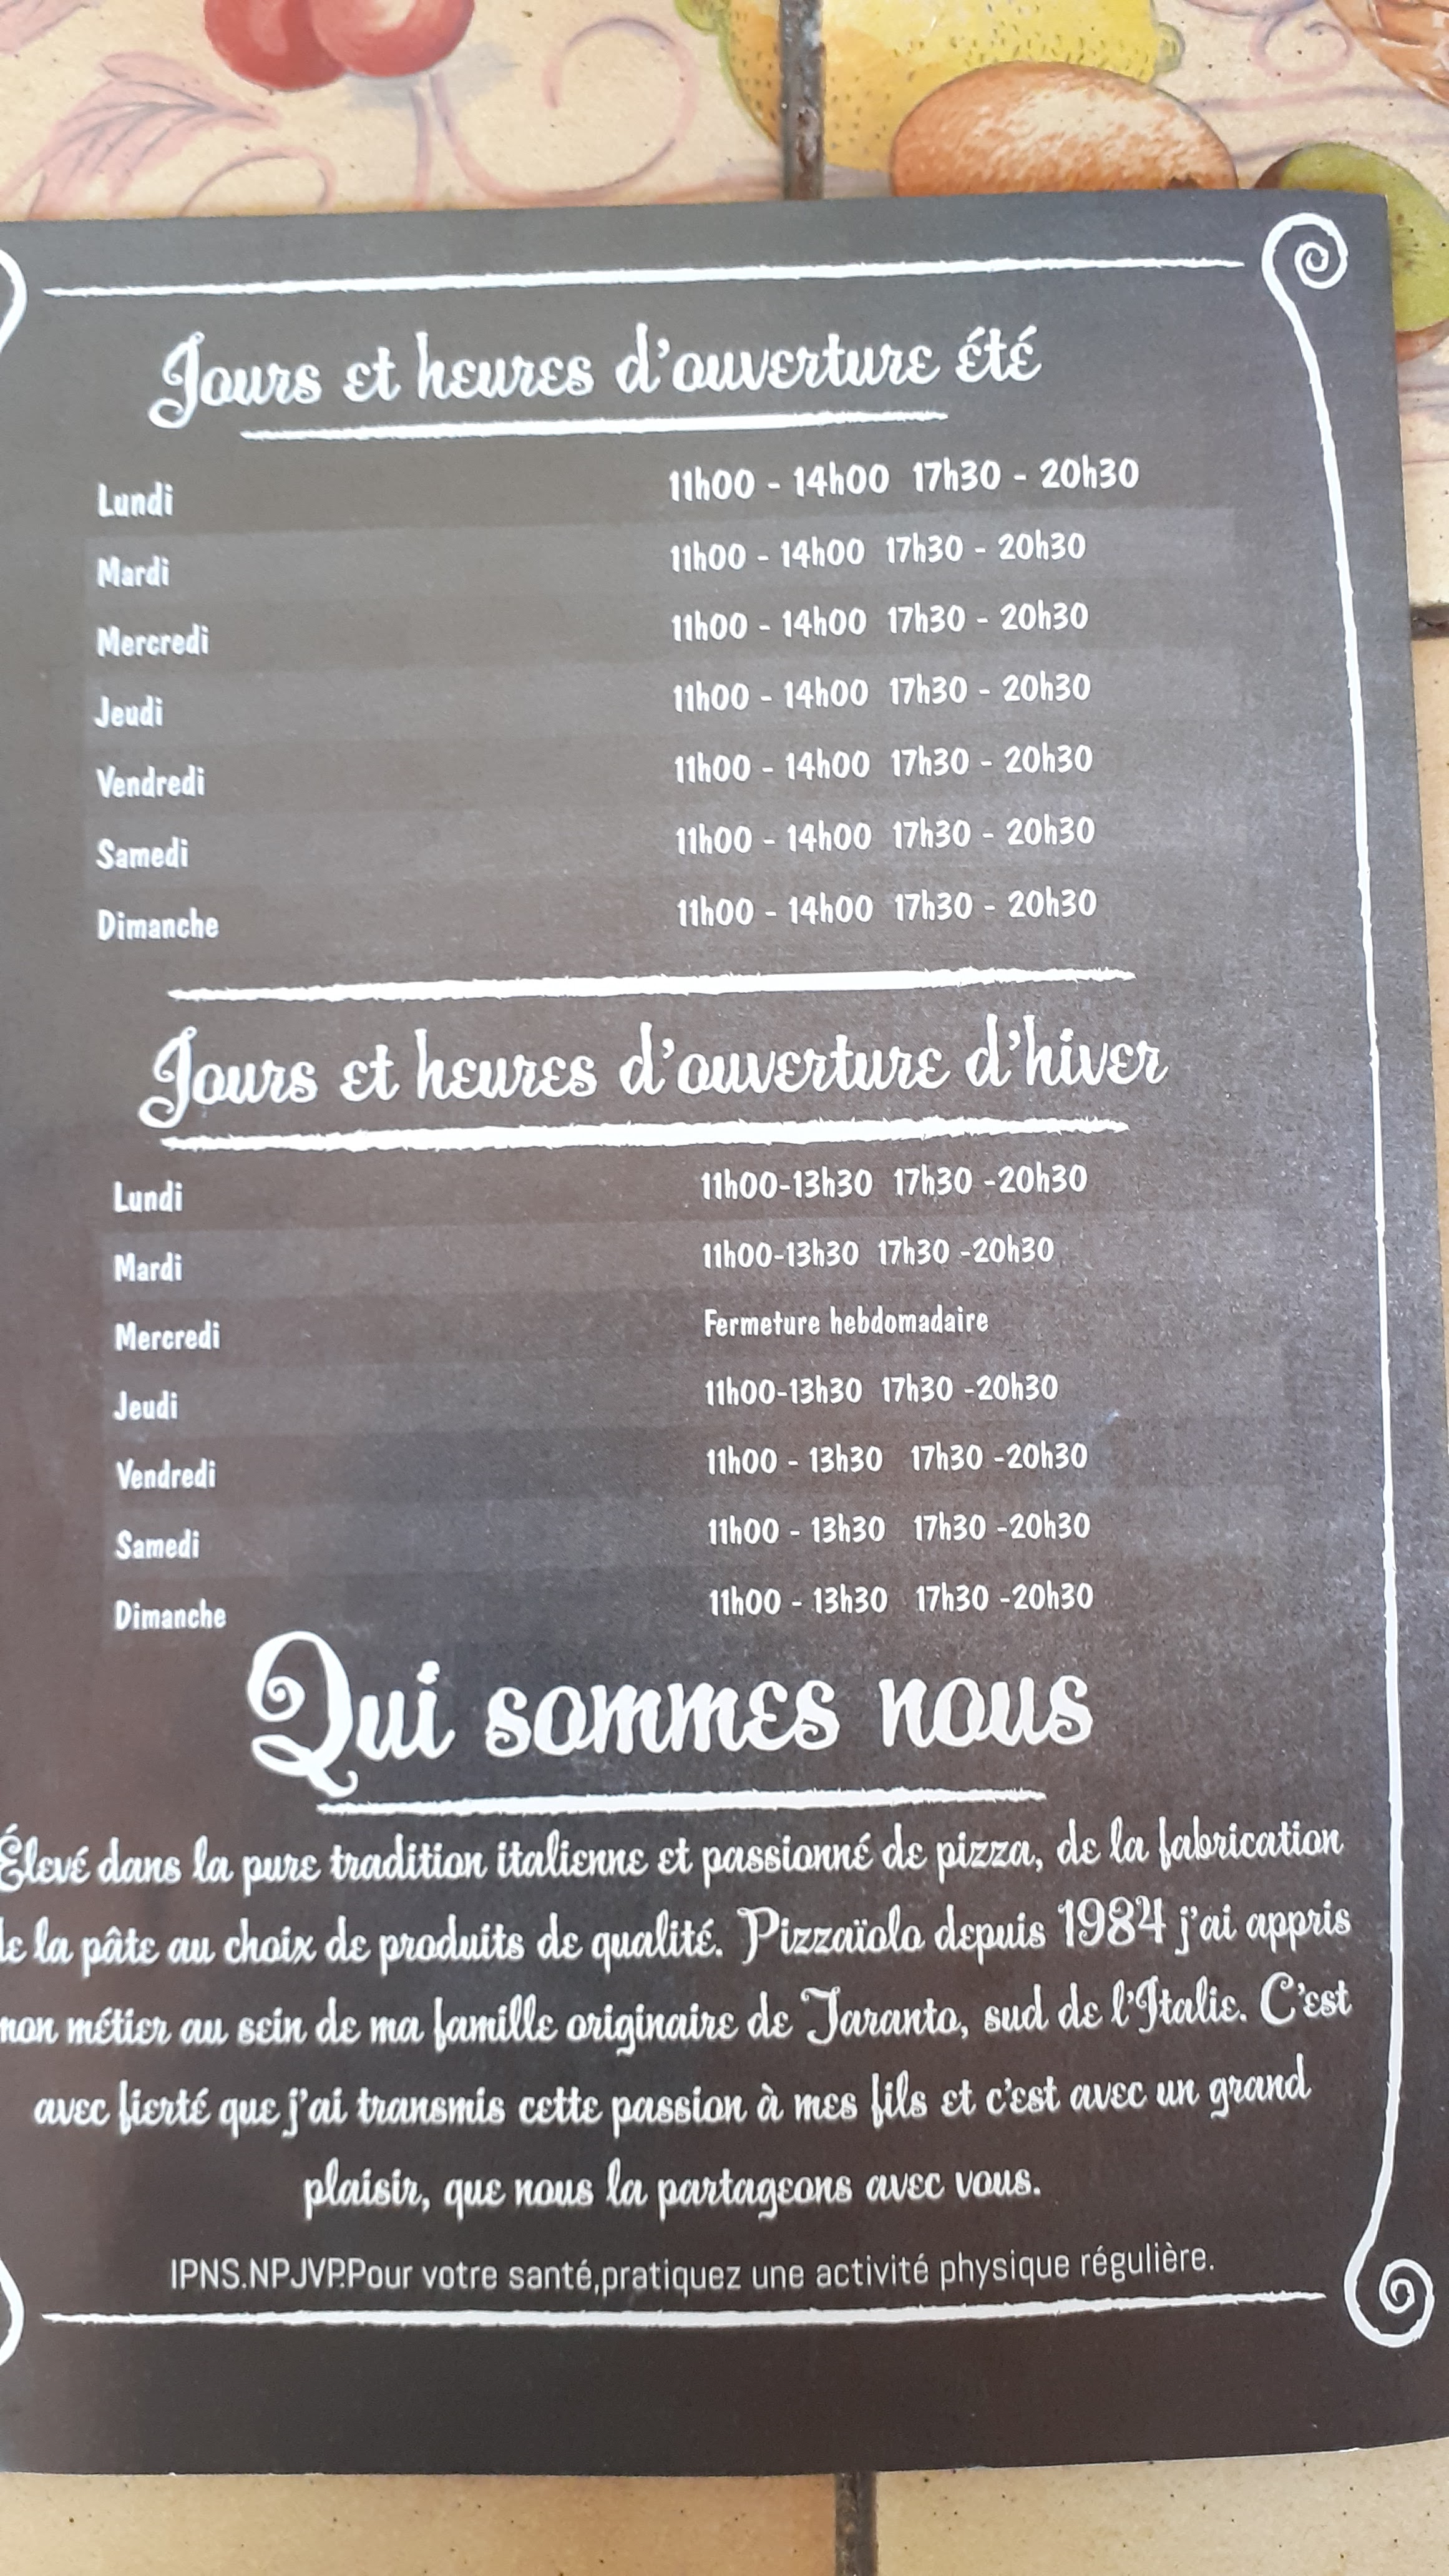 Jours et heures d'ouverture été
Lundi 11h00 - 14h00 17h30 - 20h30
Mardi 11h00 - 14h00 17h30 - 20h30
Mercredi 11h00 - 14h00 17h30 - 20h30
Jeudi 11h00 - 14h00 17h30 - 20h30
Vendredi 11h00 - 14h00 17h30 - 20h30
Samedi 11h00 - 14h00 17h30 - 20h30
Dimanche 11h00 - 14h00 17h30 - 20h30
Jours et heures d'ouverture d'hiver
Lundi 11h00-13h30 17h30 -20h30
Mardi 11h00-13h30 17h30 -20h30
Mercredi Fermeture hebdomadaire
Jeudi 11h00-13h30 17h30 -20h30
Vendredi 11h00 - 13h30 17h30 -20h30
Samedi 11h00 - 13h30 17h30 -20h30
Dimanche 11h00 - 13h30 17h30 -20h30
Qui sommes nous
Élevé dans la pure tradition italienne et passionné de pizza, de la fabrication
de la pâte au choix de produits de qualité. Pizzaïolo depuis 1984 j'ai appris
mon métier au sein de ma famille originaire de Taranto, sud de l'Italie. C'est
avec fierté que j'ai transmis cette passion à mes fils et c'est avec un grand
plaisir, que nous la partageons avec vous.
IPNS.NPJVP.Pour votre santé,pratiquez une activité physique régulière.